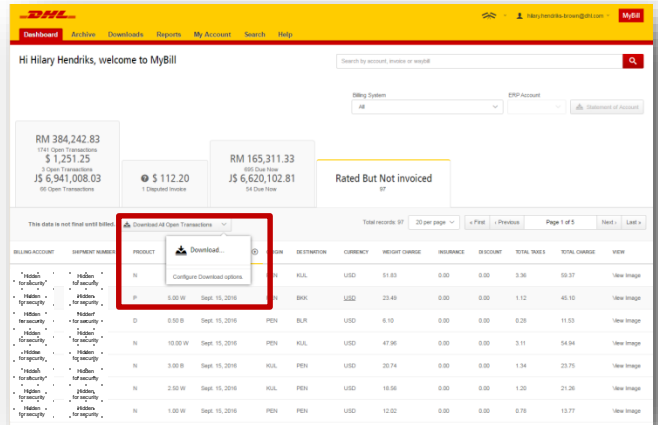 DHL
hilary.hendriks-brown@dhl.com
MyBill
Dashboard Archive Downloads Reports My Account Search Help
Hi Hilary Hendriks, welcome to MyBill
Search by account, invoice or waybill
Billing System
All
ERP Account
Statement of Account
RM 384,242.83
1741 Open Transactions
$ 1,251.25
3 Open Transactions
J$ 6,941,008.03
66 Open Transactions
$ 112.20
1 Disputed Invoice
RM 165,311.33
695 Due Now
J$ 6,620,102.81
54 Due Now
Rated But Not invoiced
97
This data is not final until billed.
Download All Open Transactions
Total records: 97
20 per page
« First
‹ Previous
Page 1 of 5
Next ›
Last »
Download...
Configure Download options
BILLING ACCOUNT SHIPMENT NUMBER PRODUCT DESTINATION CURRENCY WEIGHT CHARGE INSURANCE DISCOUNT TOTAL TAXES TOTAL CHARGE VIEW
Hidden for security Hidden for security N KUL USD 51.83 0.00 0.00 3.36 59.37 View Image
Hidden for security Hidden for security P 5.00 W Sept. 15, 2016 BKK USD 23.49 0.00 0.00 1.12 45.10 View Image
Hidden for security Hidden for security D 0.50 B Sept. 15, 2016 PEN BLR USD 6.10 0.00 0.00 0.28 11.53 View Image
Hidden for security Hidden for security N 10.00 W Sept. 15, 2016 PEN KUL USD 47.96 0.00 0.00 3.11 54.94 View Image
Hidden for security Hidden for security N 3.00 B Sept. 15, 2016 KUL PEN USD 20.74 0.00 0.00 1.34 23.75 View Image
Hidden for security Hidden for security N 2.50 W Sept. 15, 2016 KUL PEN USD 18.56 0.00 0.00 1.20 21.26 View Image
Hidden for security Hidden for security N 1.00 W Sept. 15, 2016 PEN PEN USD 12.02 0.00 0.00 0.78 13.77 View Image